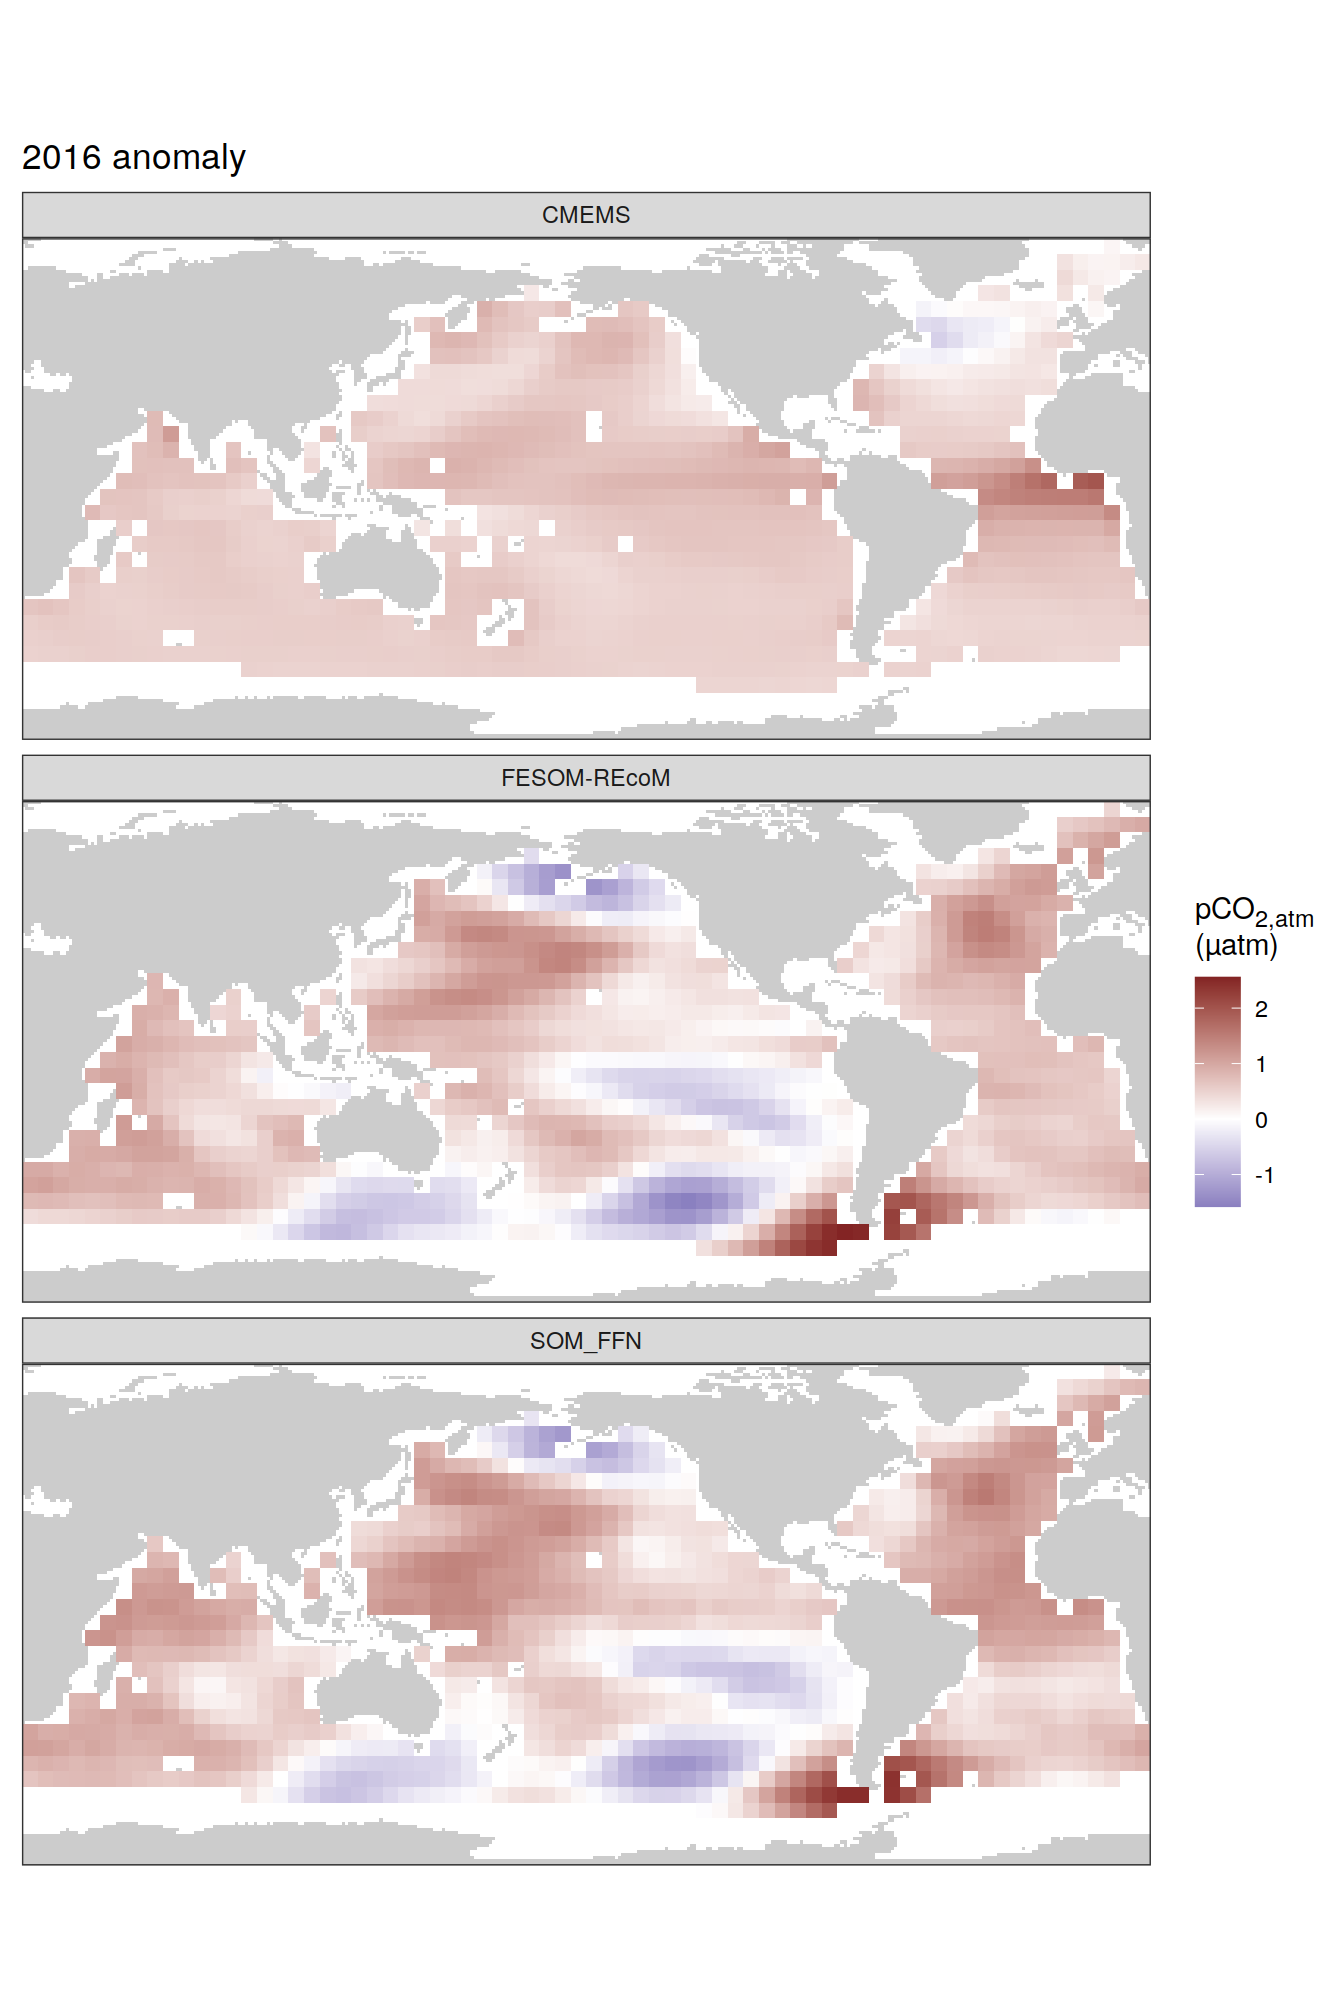 2016 anomaly
CMEMS
FESOM-REcoM
pCO₂,atm
(µatm)
2
1
0
-1
SOM_FFN